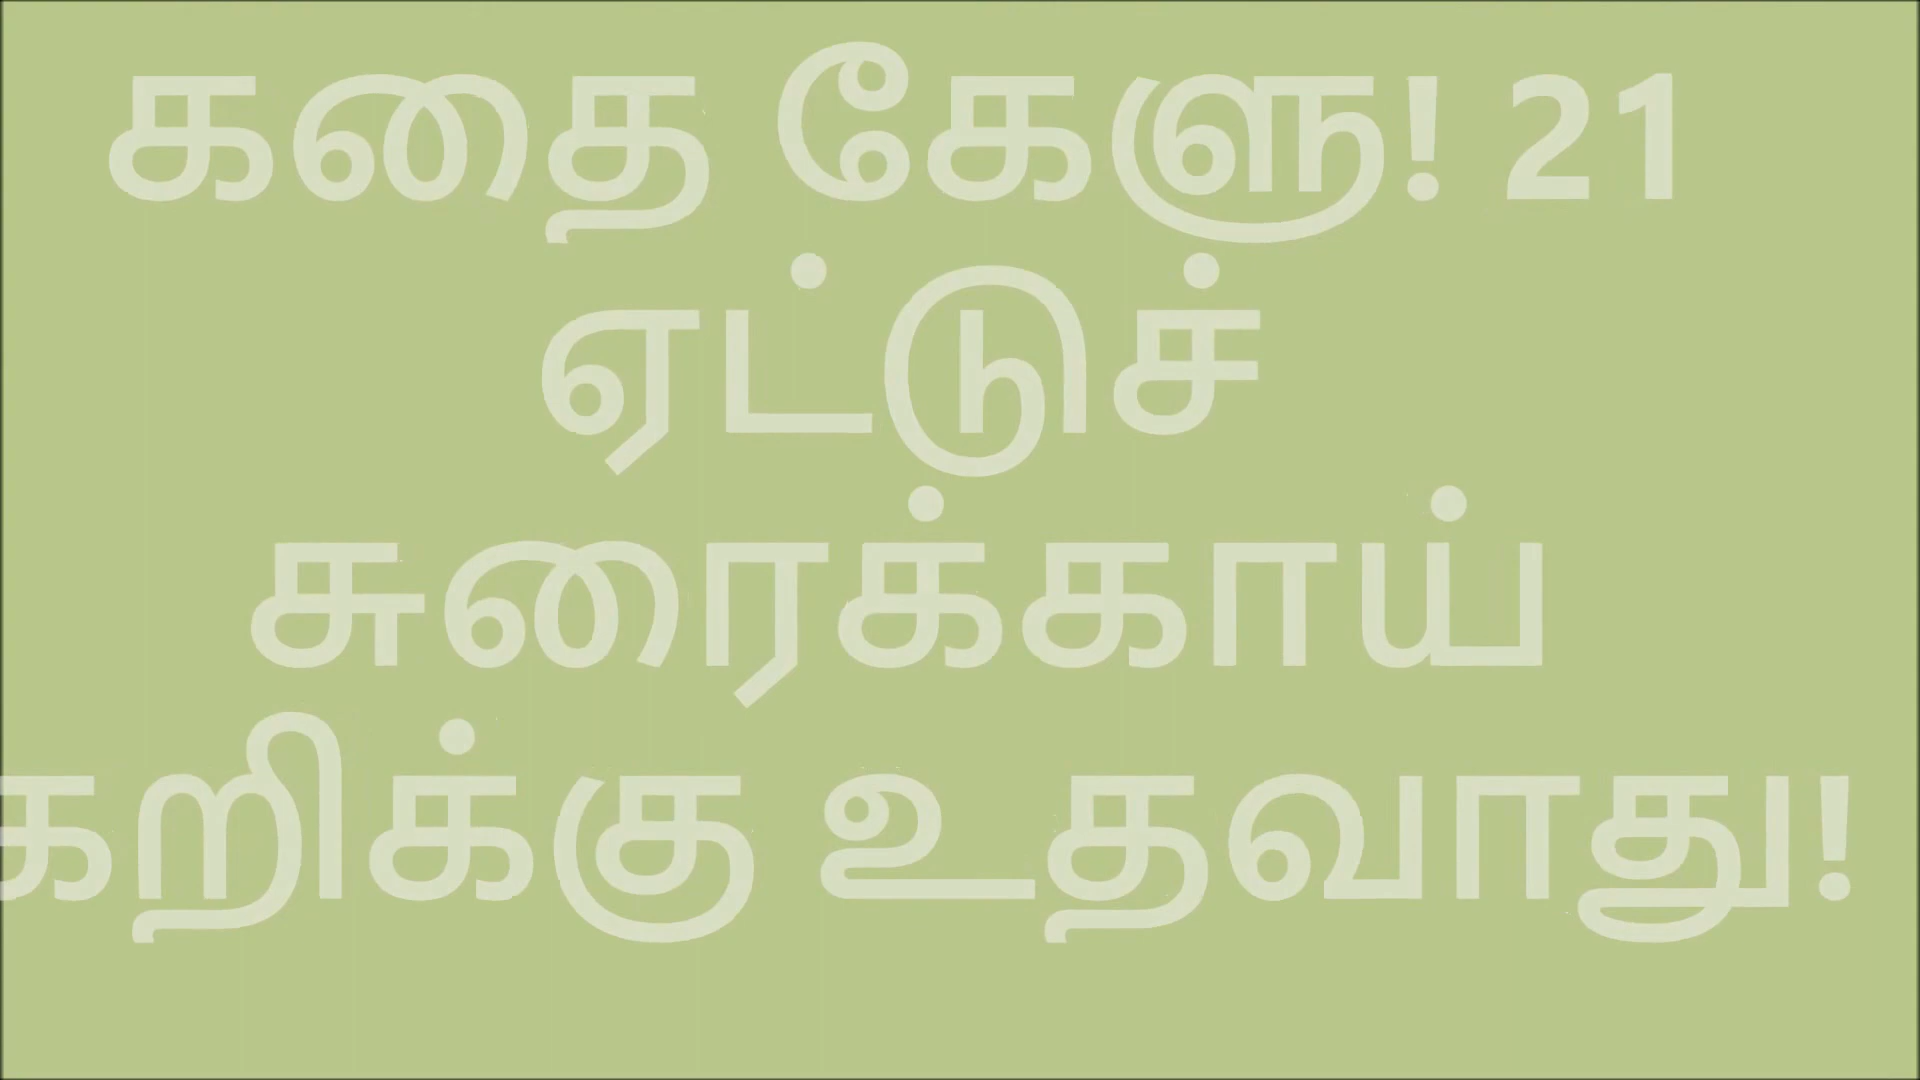 கதை கேளு! 21
ஏட்டுச்
சுரைக்காய்
கறிக்கு உதவாது!